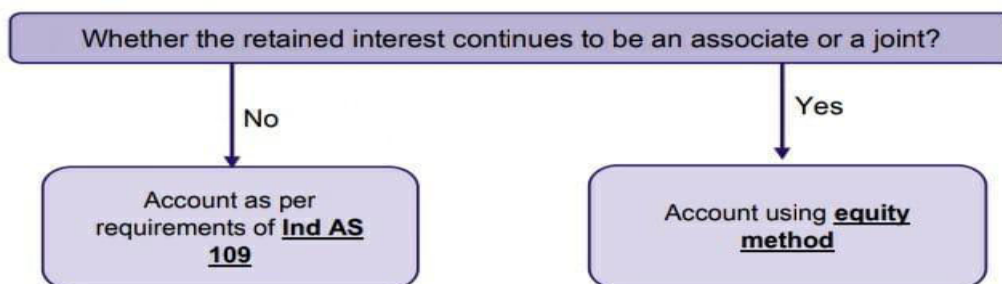 Whether the retained interest continues to be an associate or a joint?
No
Yes
Account as per
requirements of Ind AS
109
Account using equity
method